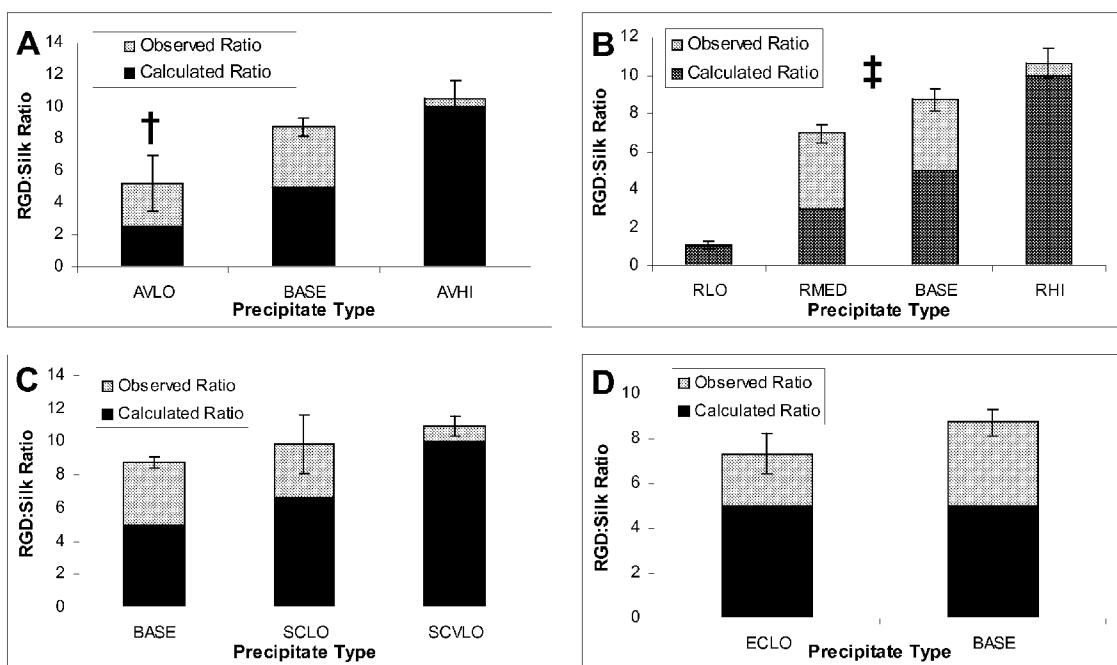 A
14
12
10
8
6
4
2
0
RGD:Silk Ratio
Observed Ratio
Calculated Ratio
†
AVLO BASE AVHI
Precipitate Type
B
12
10
8
6
4
2
0
RGD:Silk Ratio
Observed Ratio
Calculated Ratio
‡
RLO RMED BASE RHI
Precipitate Type
C
14
12
10
8
6
4
2
0
RGD:Silk Ratio
Observed Ratio
Calculated Ratio
BASE SCLO SCVLO
Precipitate Type
D
10
8
6
4
2
0
RGD:Silk Ratio
Observed Ratio
Calculated Ratio
ECLO BASE
Precipitate Type